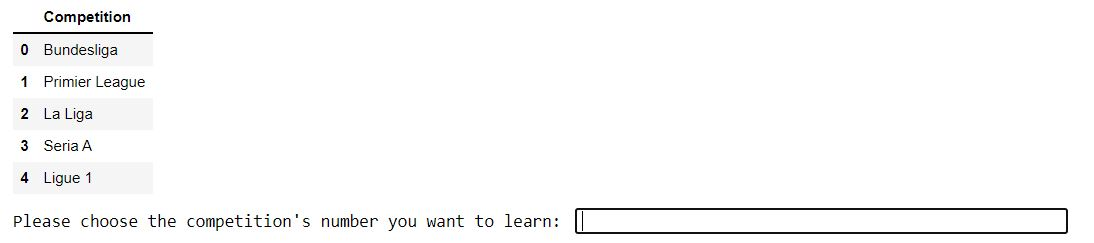 Competition
0 Bundesliga
1 Primier League
2 La Liga
3 Seria A
4 Ligue 1
Please choose the competition's number you want to learn: